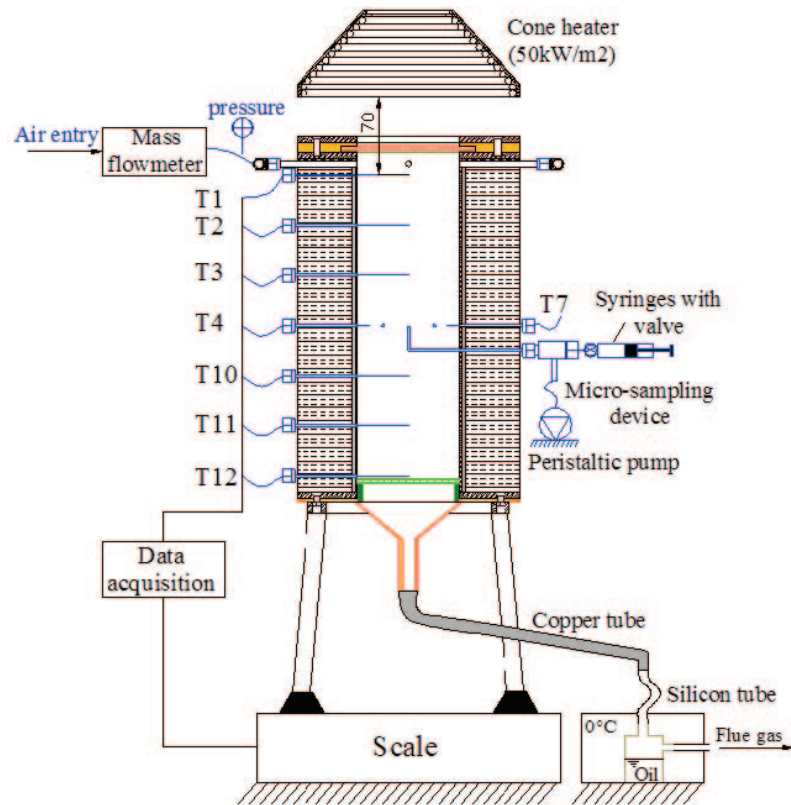 Cone heater
(50kW/m2)
pressure
70
Air entry
Mass
flowmeter
T1
T2
T3
T4
T7
Syringes with
valve
T10
Micro-sampling
device
T11
Peristaltic pump
T12
Data
acquisition
Copper tube
Silicon tube
0°C
Flue gas
Scale
Oil